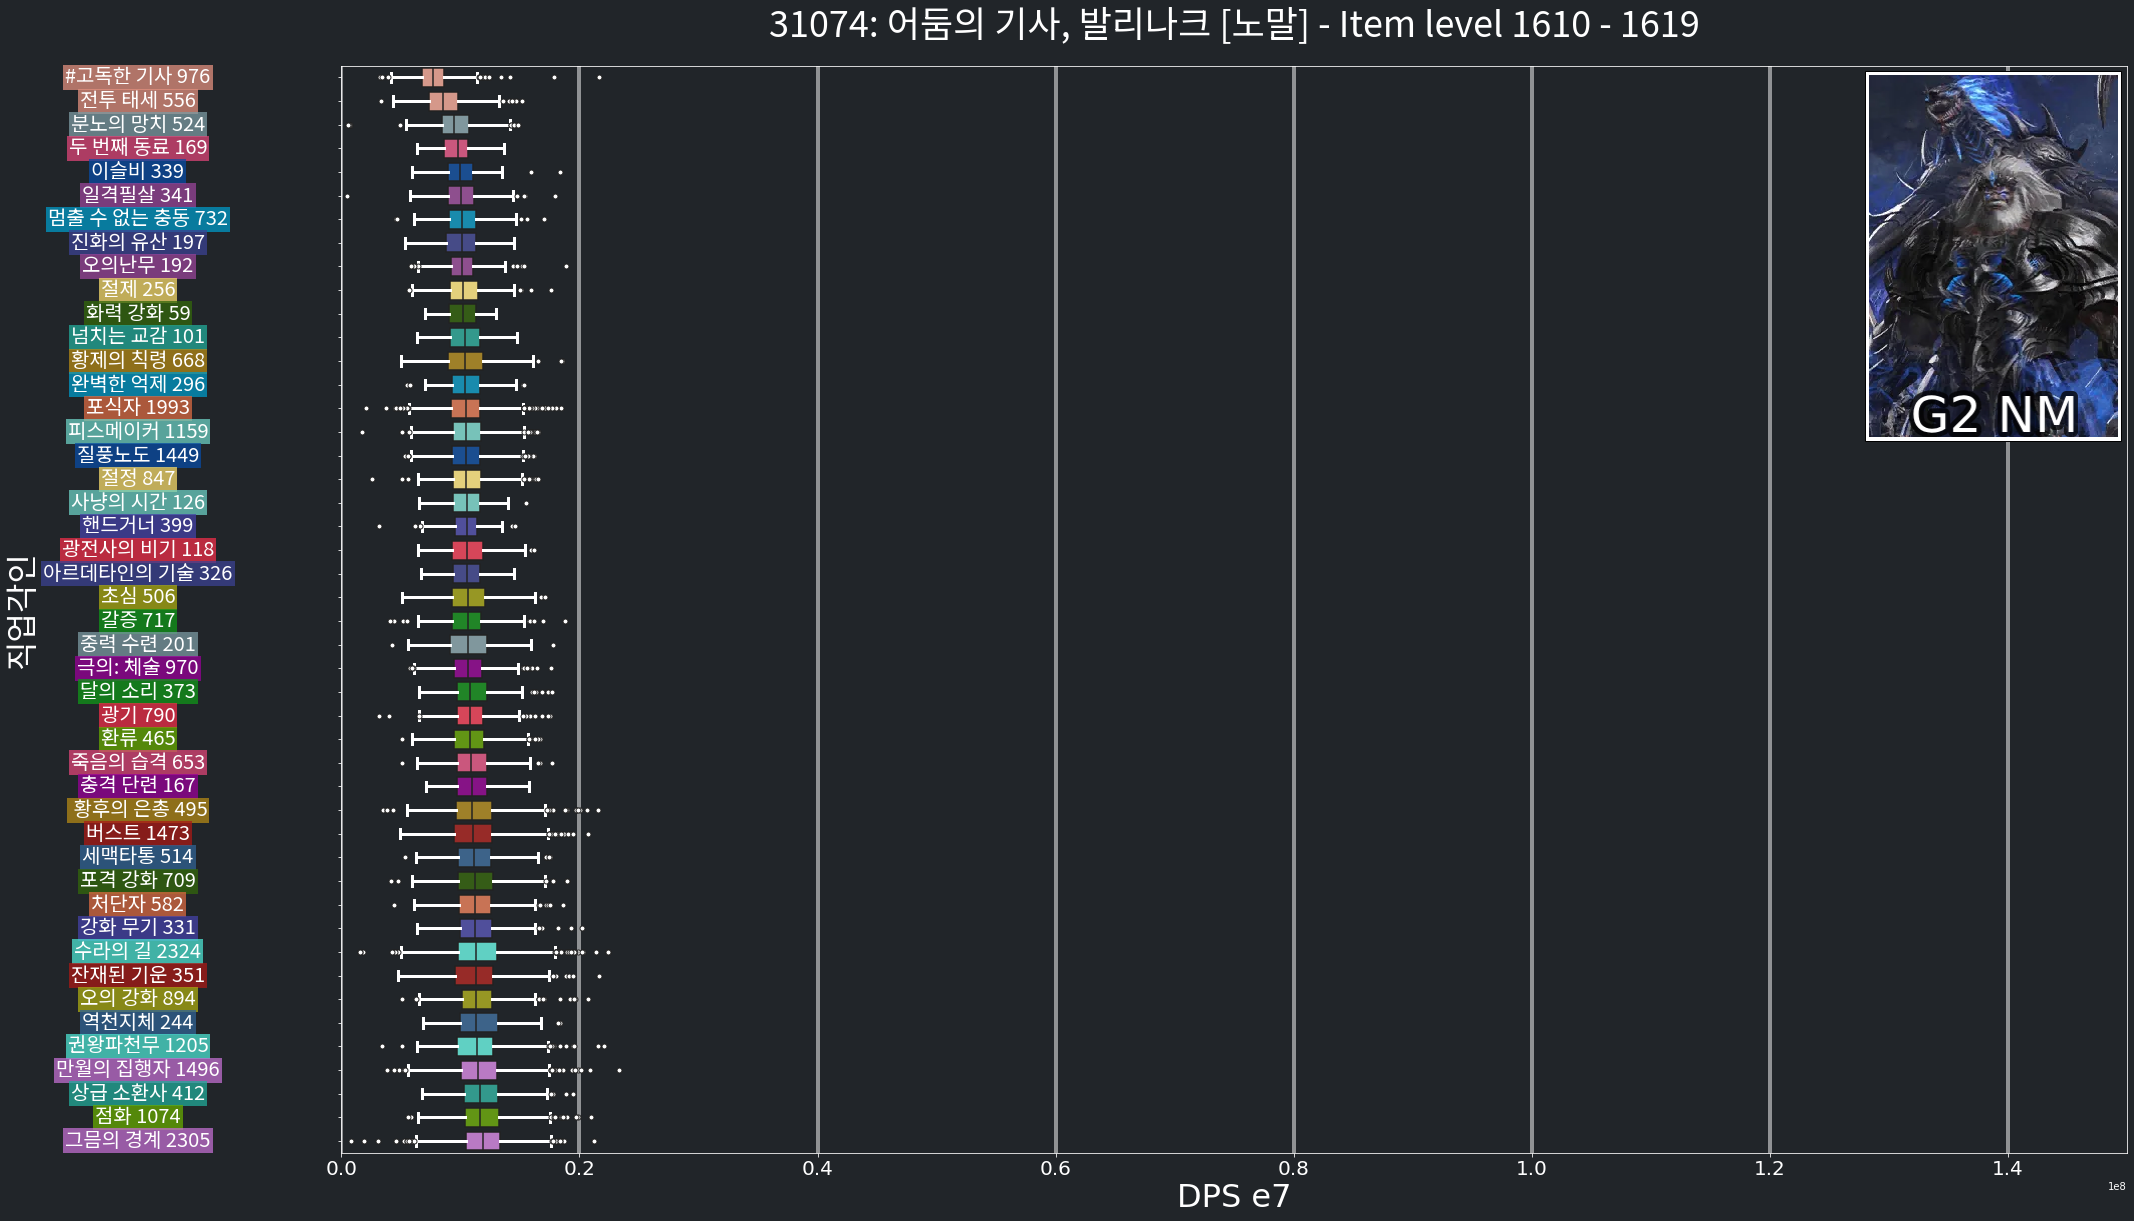 31074: 어둠의 기사, 발리나크 [노말] - Item level 1610 - 1619
#고독한 기사 976
전투 태세 556
분노의 망치 524
두 번째 동료 169
이슬비 339
일격필살 341
멈출 수 없는 충동 732
진화의 유산 197
오의난무 192
절제 256
화력 강화 59
넘치는 교감 101
황제의 칙령 668
완벽한 억제 296
포식자 1993
피스메이커 1159
질풍노도 1449
절정 847
사냥의 시간 126
핸드거너 399
광전사의 비기 118
아르데타인의 기술 326
초심 506
갈증 717
중력 수련 201
극의: 체술 970
달의 소리 373
광기 790
환류 465
죽음의 습격 653
충격 단련 167
황후의 은총 495
버스트 1473
세맥타통 514
포격 강화 709
처단자 582
강화 무기 331
수라의 길 2324
잔재된 기운 351
오의 강화 894
역천지체 244
권왕파천무 1205
만월의 집행자 1496
상급 소환사 412
점화 1074
그믐의 경계 2305
직업각인
G2 NM
0.0 0.2 0.4 0.6 0.8 1.0 1.2 1.4
1e8
DPS e7